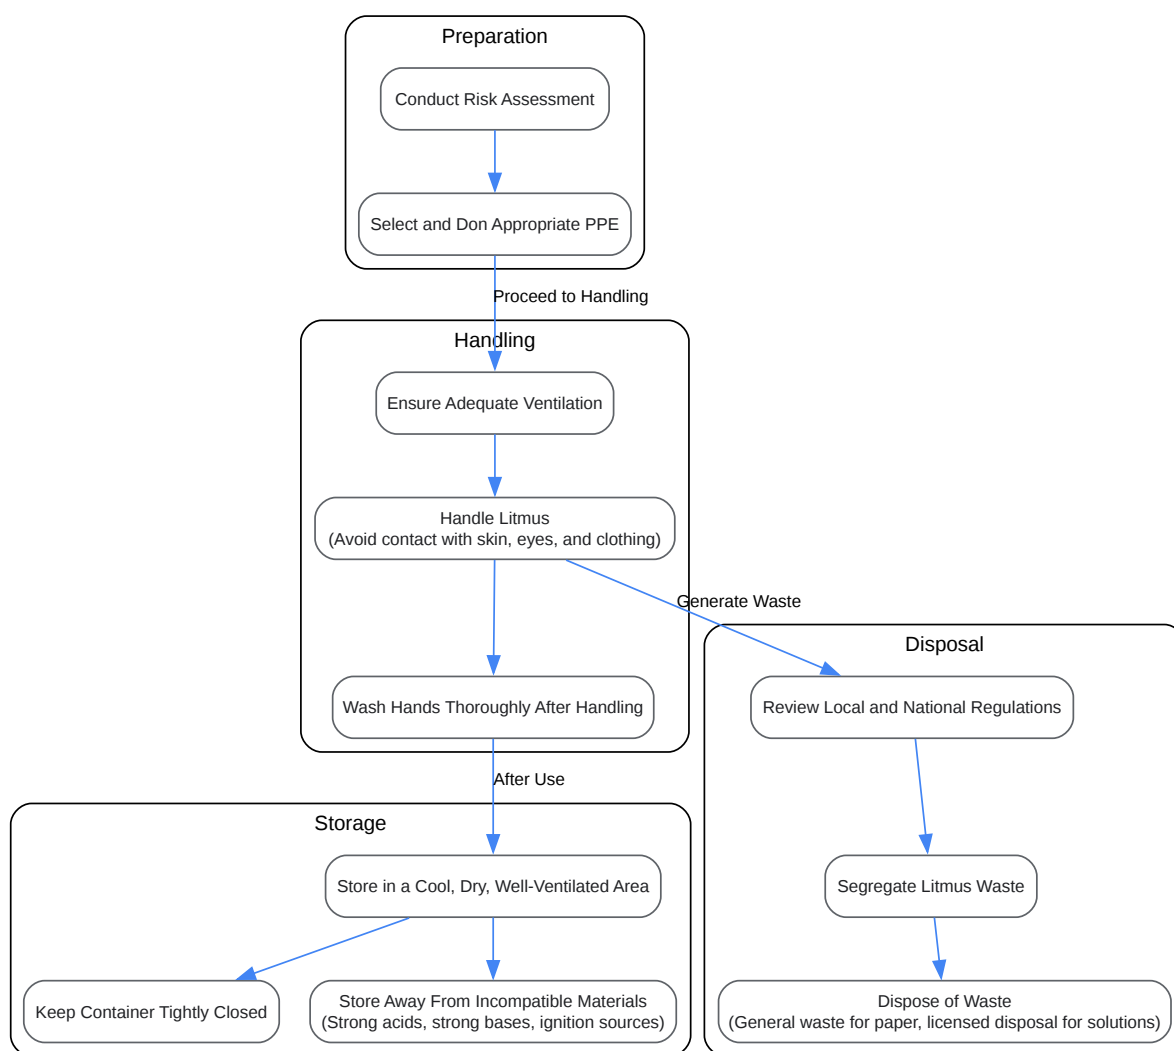 Preparation
Conduct Risk Assessment
Select and Don Appropriate PPE
Proceed to Handling
Handling
Ensure Adequate Ventilation
Handle Litmus
(Avoid contact with skin, eyes, and clothing)
Generate Waste
Wash Hands Thoroughly After Handling
After Use
Storage
Store in a Cool, Dry, Well-Ventilated Area
Keep Container Tightly Closed
Store Away From Incompatible Materials
(Strong acids, strong bases, ignition sources)
Disposal
Review Local and National Regulations
Segregate Litmus Waste
Dispose of Waste
(General waste for paper, licensed disposal for solutions)